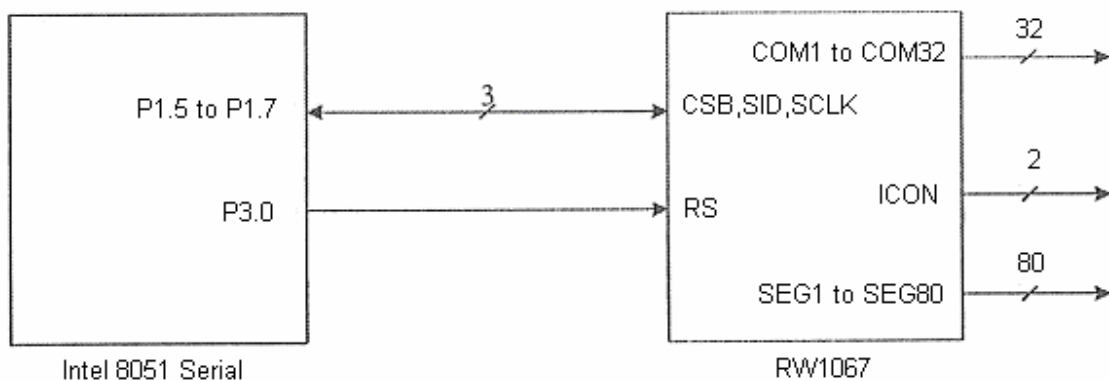 32
COM1 to COM32
P1.5 to P1.7
3
CSB,SID,SCLK
2
P3.0
RS
ICON
80
SEG1 to SEG80
Intel 8051 Serial
RW1067